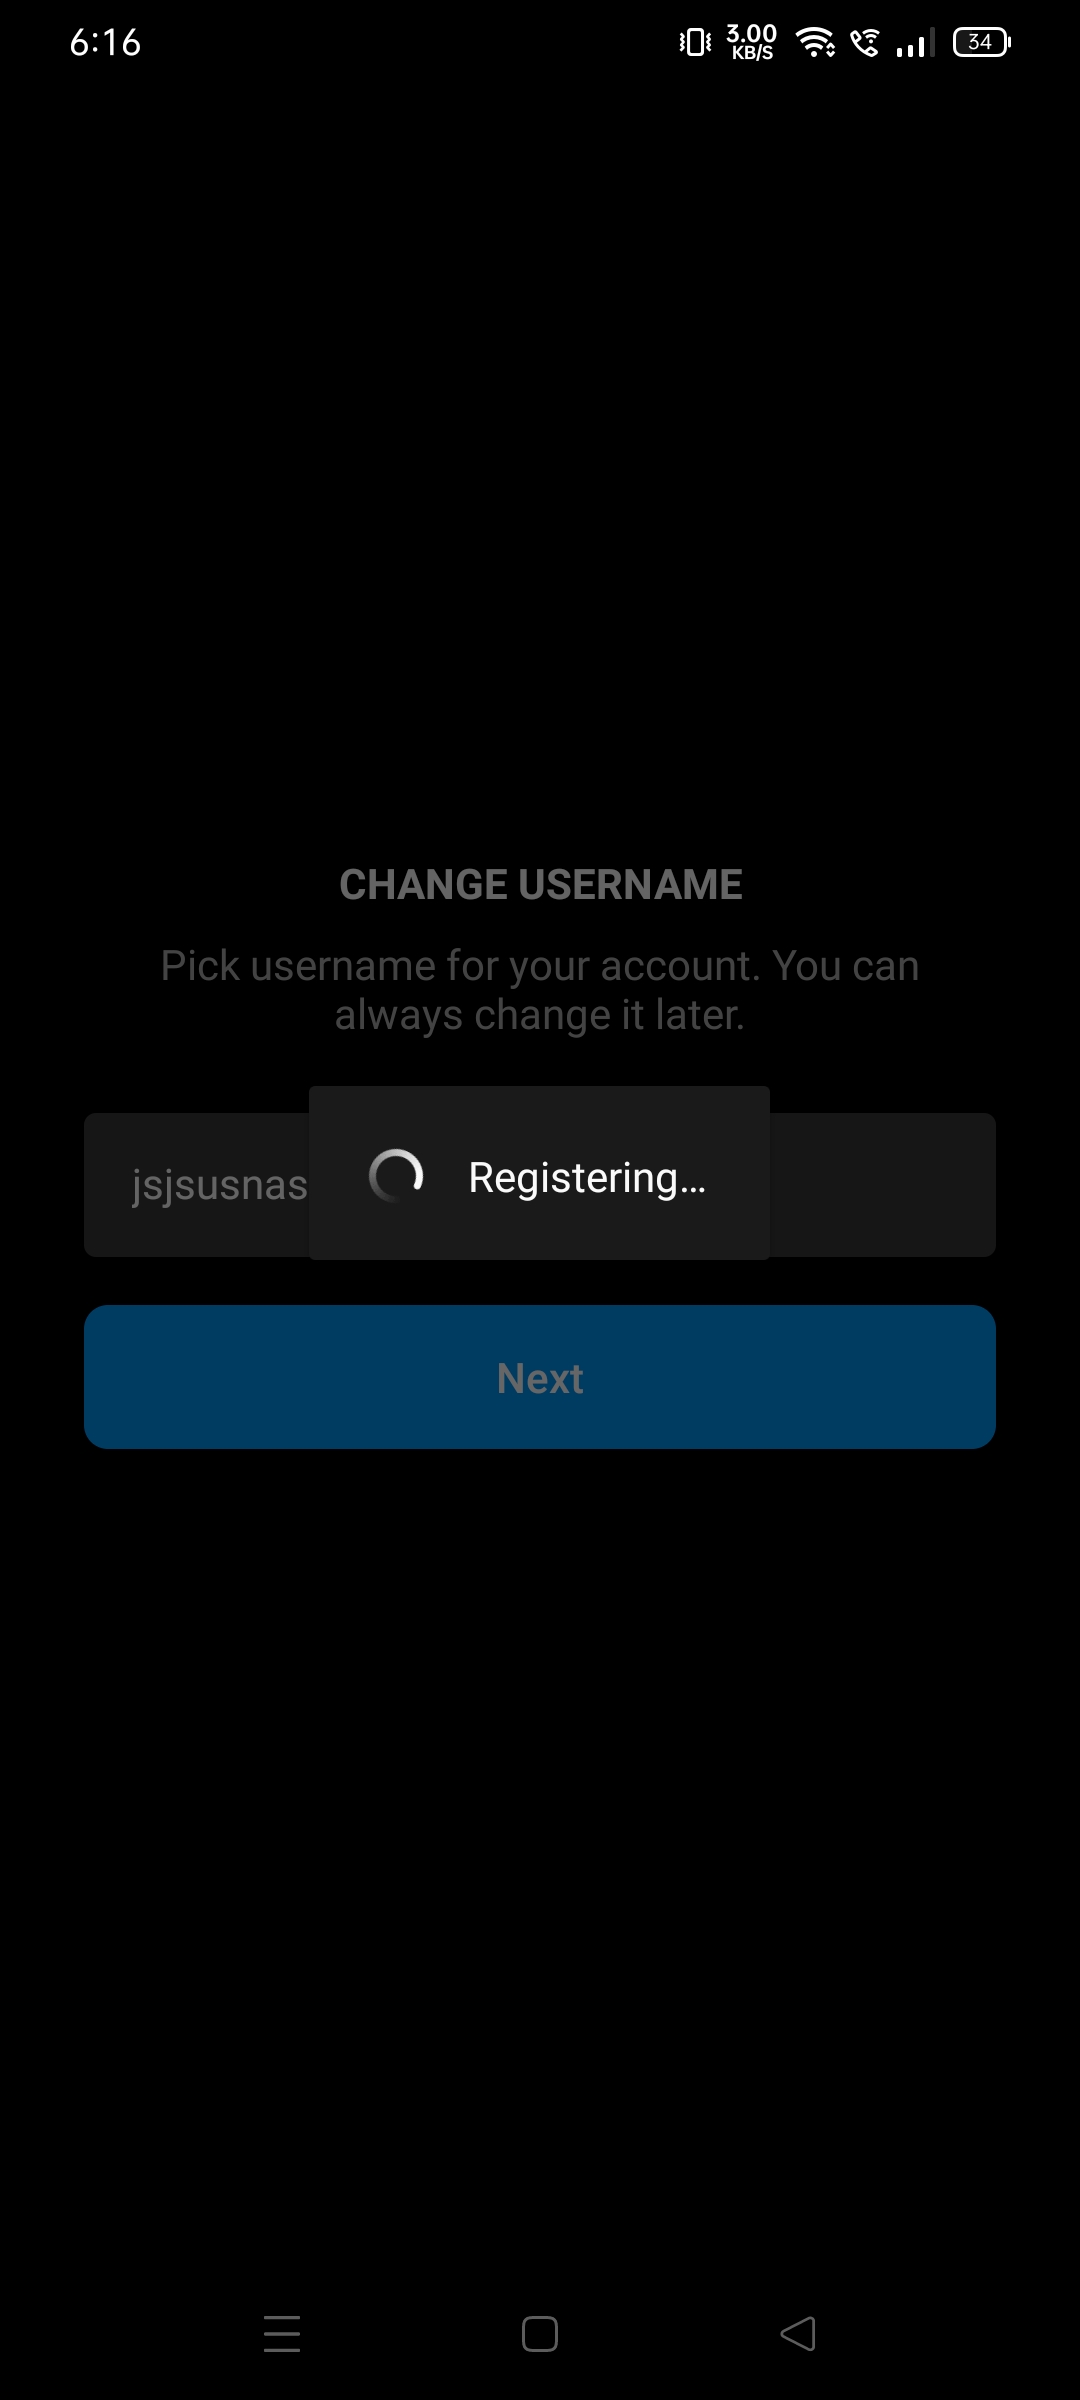 6:16
3.00
KB/S
34
CHANGE USERNAME
Pick username for your account. You can
always change it later.
jsjsusnas
Registering...
Next